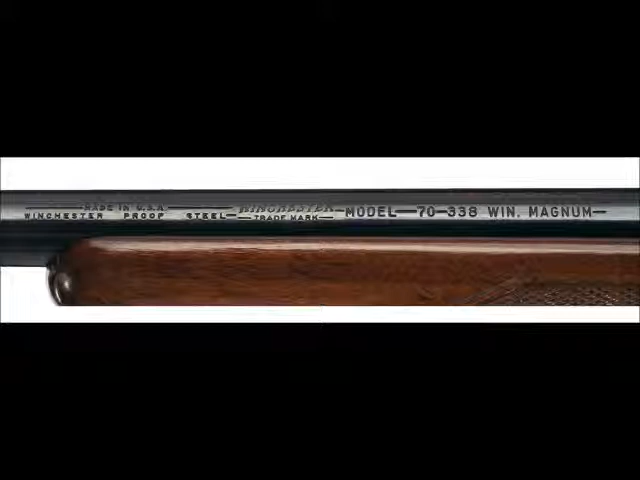 MADE IN U.S.A.
WINCHESTER PROOF STEEL
WINCHESTER
TRADE MARK
MODEL—70—338 WIN. MAGNUM